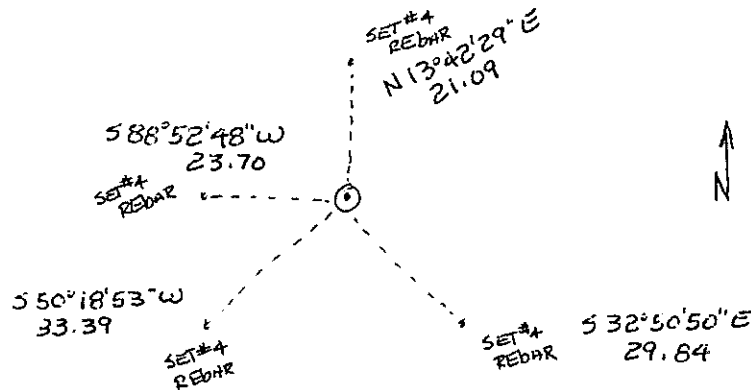 SET #4
REBAR
N 13°42'29" E
21.09
S 88°52'48" W
23.70
SET #4
REBAR
N
S 50°18'53" W
33.39
SET #4
REBAR
SET #4
REBAR
S 32°50'50" E
29.84